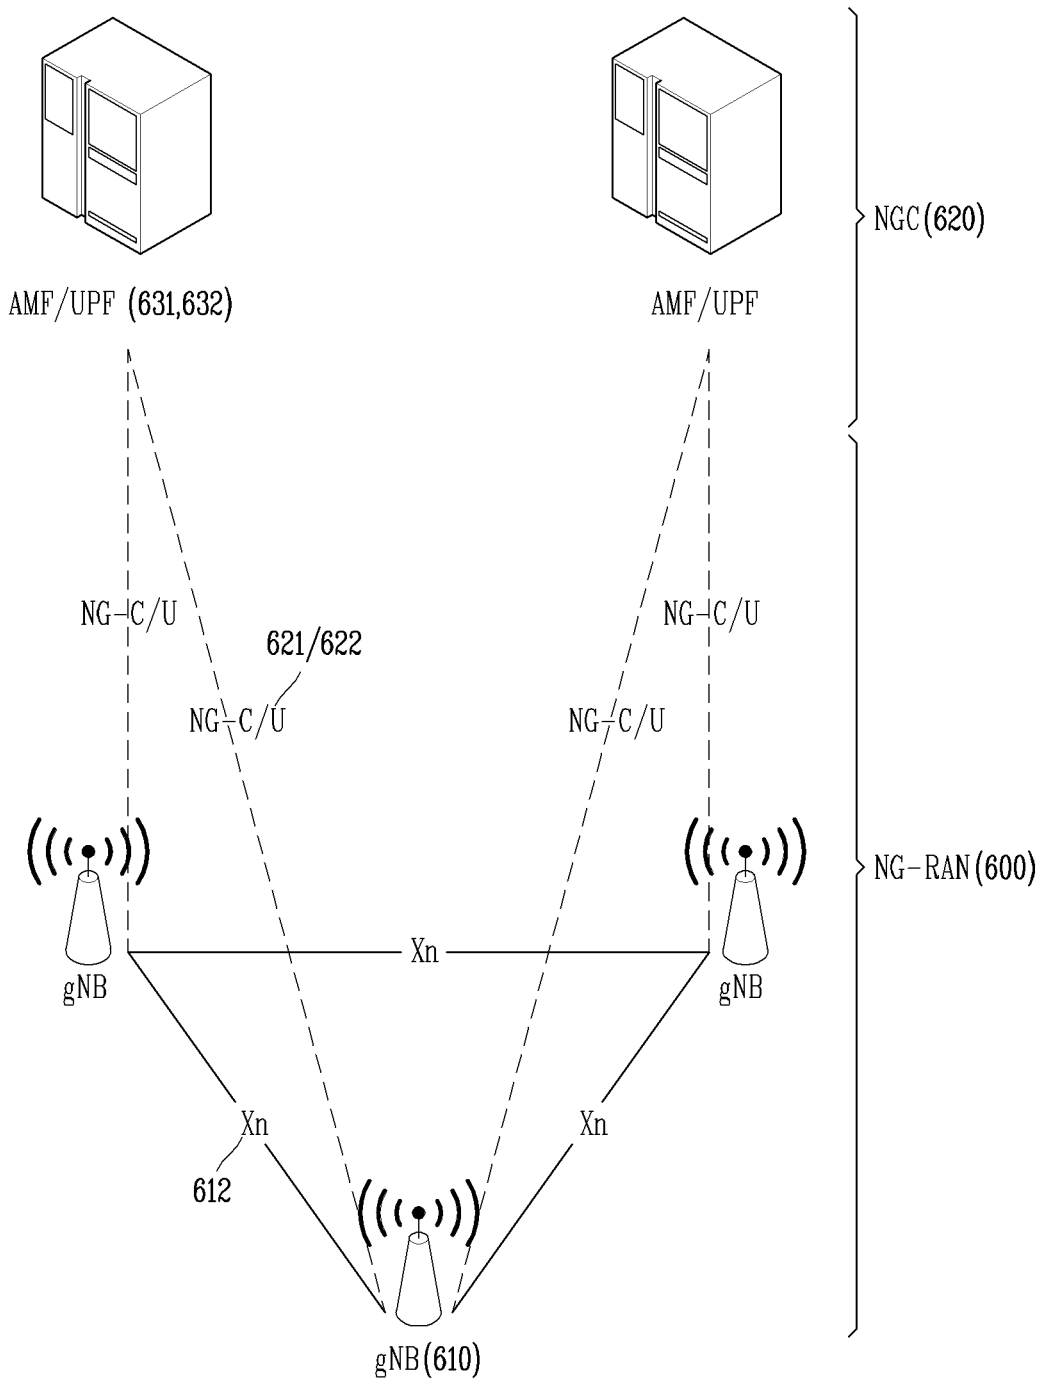 NGC(620)
AMF/UPF (631,632)
AMF/UPF
NG-C/U
NG-C/U
621/622
NG-C/U
NG-C/U
NG-RAN(600)
Xn
gNB
gNB
Xn
Xn
612
gNB(610)